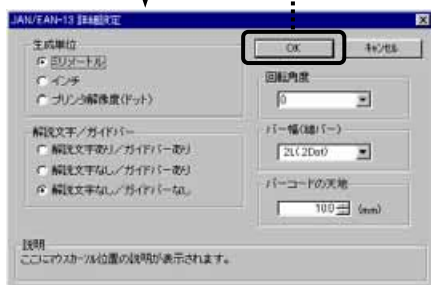 JAN/EAN-13 詳細設定
生成単位
ミリメートル
インチ
プリンタ解像度(ドット)
OK
キャンセル
回転角度
0
解説文字/ガイドバー
解説文字あり/ガイドバーあり
解説文字なし/ガイドバーあり
解説文字なし/ガイドバーなし
バー幅(細バー)
2L(2Dot)
バーコードの天地
10.0
(mm)
説明
ここにマウスカーソル位置の説明が表示されます。